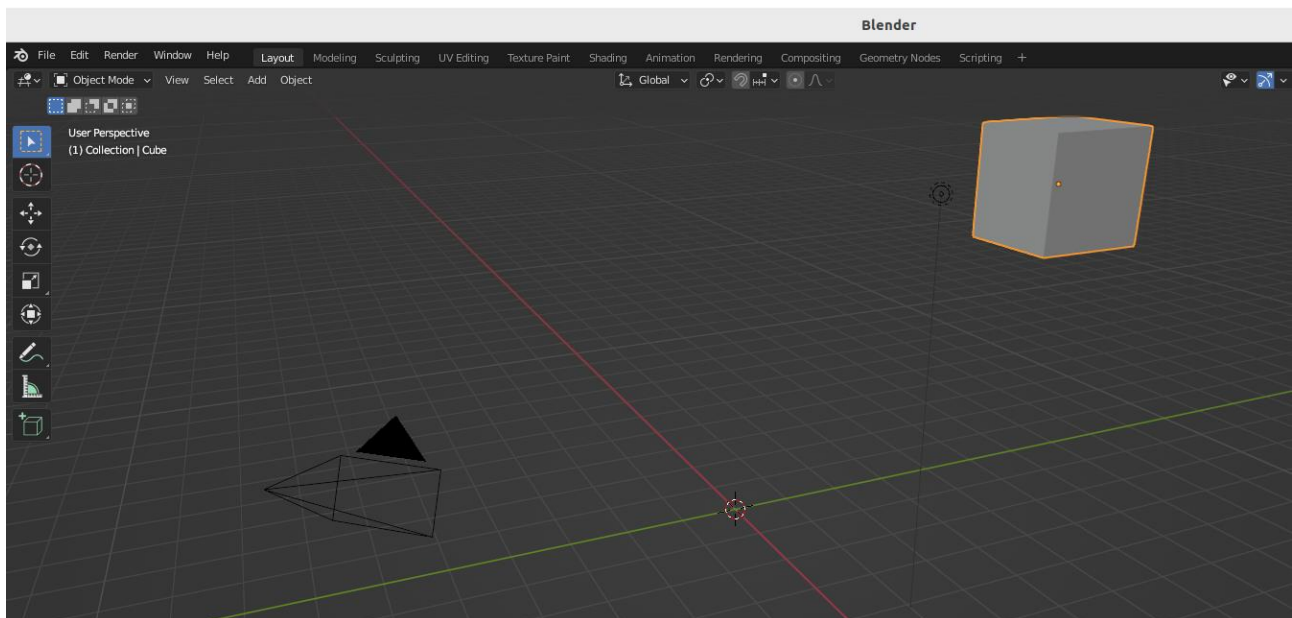 Blender
File Edit Render Window Help Layout Modeling Sculpting UV Editing Texture Paint Shading Animation Rendering Compositing Geometry Nodes Scripting +
Object Mode View Select Add Object Global
User Perspective
(1) Collection | Cube